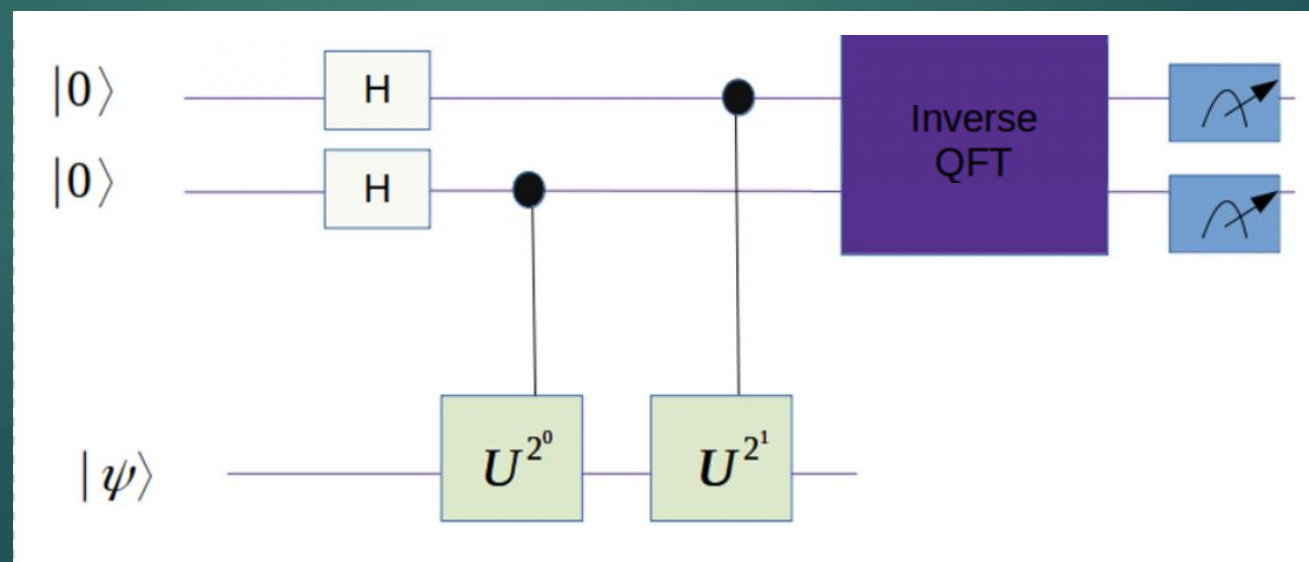 |0⟩
H
|0⟩
H
Inverse
QFT
|ψ⟩
U^{2^0}
U^{2^1}